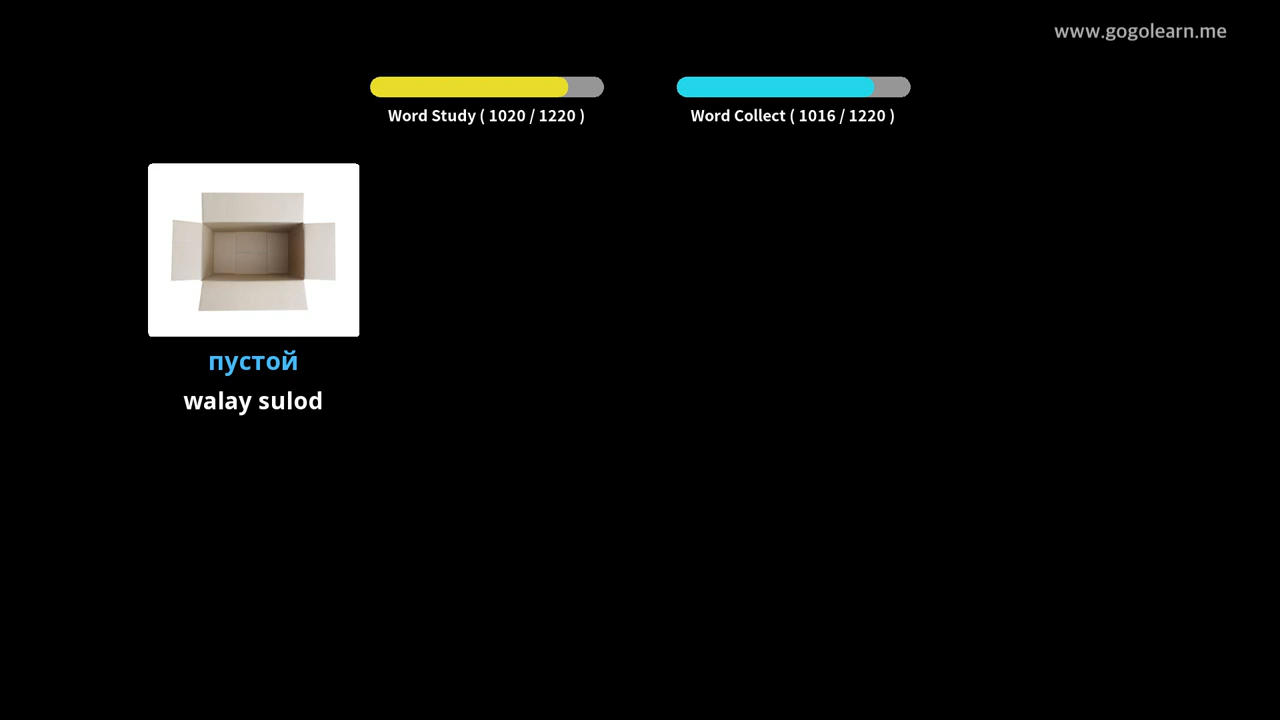 www.gogolearn.me
Word Study ( 1020 / 1220 )
Word Collect ( 1016 / 1220 )
пустой
walay sulod